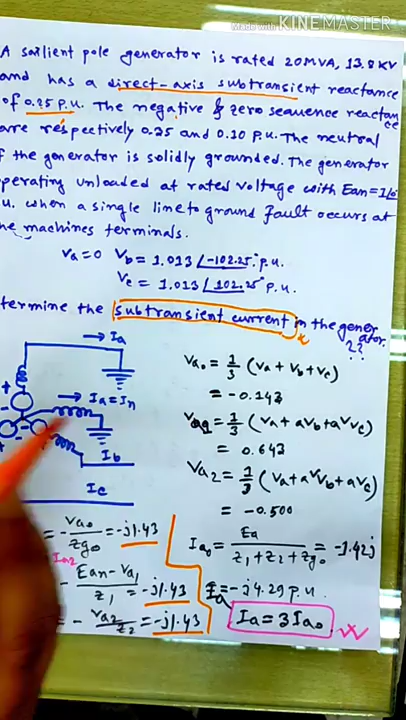 Made with KINEMASTER
A sailient pole generator is rated 20MVA, 13.8KV
and has a direct-axis subtransient reactance
of 0.25 P.U. The negative & zero sequence reactance
are respectively 0.35 and 0.10 P.U. The neutral
f the generator is solidly grounded. The generator
operating unloaded at rated voltage with Ean=1
u. when a single line to ground fault occurs at
he machines terminals.
Va=0 Vb=1.013∠-102.25° P.U.
Vc=1.013∠102.25° P.U.
termine the subtransient current in the generator
??
→ Ia
→ Ia=In
Ib
Ic
Va0=1/3 (Va+Vb+Vc)
=-0.143
=1/3 (Va+aVb+a²Vc)
=0.643
Va2=1/3 (Va+a²Vb+aVc)
=-0.500
=-Va0/Zg0=-j1.43
Ia2
Ean-Va1/Z1=-j1.43
=-Va2/Z2=-j1.43
Ia0=Ea/Z1+Z2+Zg0=-1.42j
Ia=-j4.29 P.U.
Ia=3Ia0